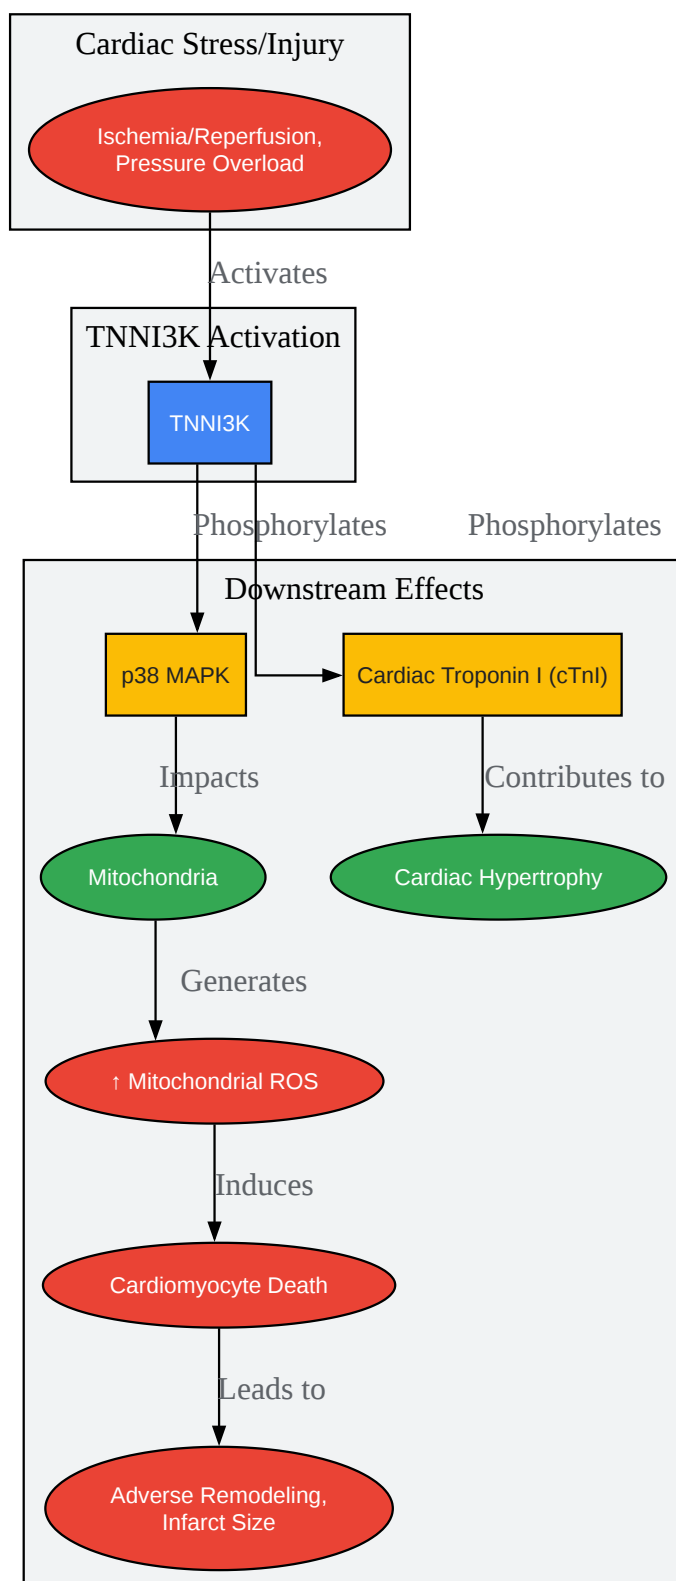 Cardiac Stress/Injury
Ischemia/Reperfusion,
Pressure Overload
Activates
TNNI3K Activation
TNNI3K
Phosphorylates
Phosphorylates
Downstream Effects
p38 MAPK
Cardiac Troponin I (cTnI)
Impacts
Contributes to
Mitochondria
Cardiac Hypertrophy
Generates
↑ Mitochondrial ROS
Induces
Cardiomyocyte Death
Leads to
Adverse Remodeling,
Infarct Size